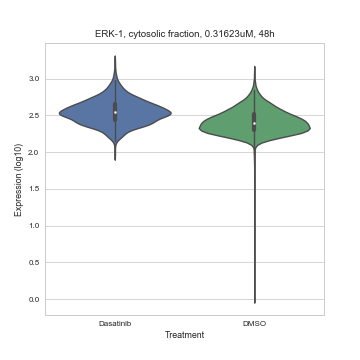 ERK-1, cytosolic fraction, 0.31623uM, 48h
Expression (log10)
3.0
2.5
2.0
1.5
1.0
0.5
0.0
Dasatinib DMSO
Treatment